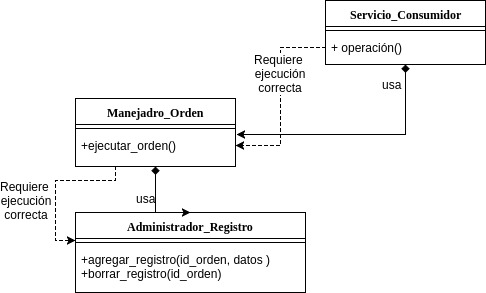 Servicio_Consumidor
+ operación()
Requiere
ejecución
correcta
usa
Manejadro_Orden
+ejecutar_orden()
Requiere
ejecución
correcta
usa
Administrador_Registro
+agregar_registro(id_orden, datos )
+borrar_registro(id_orden)